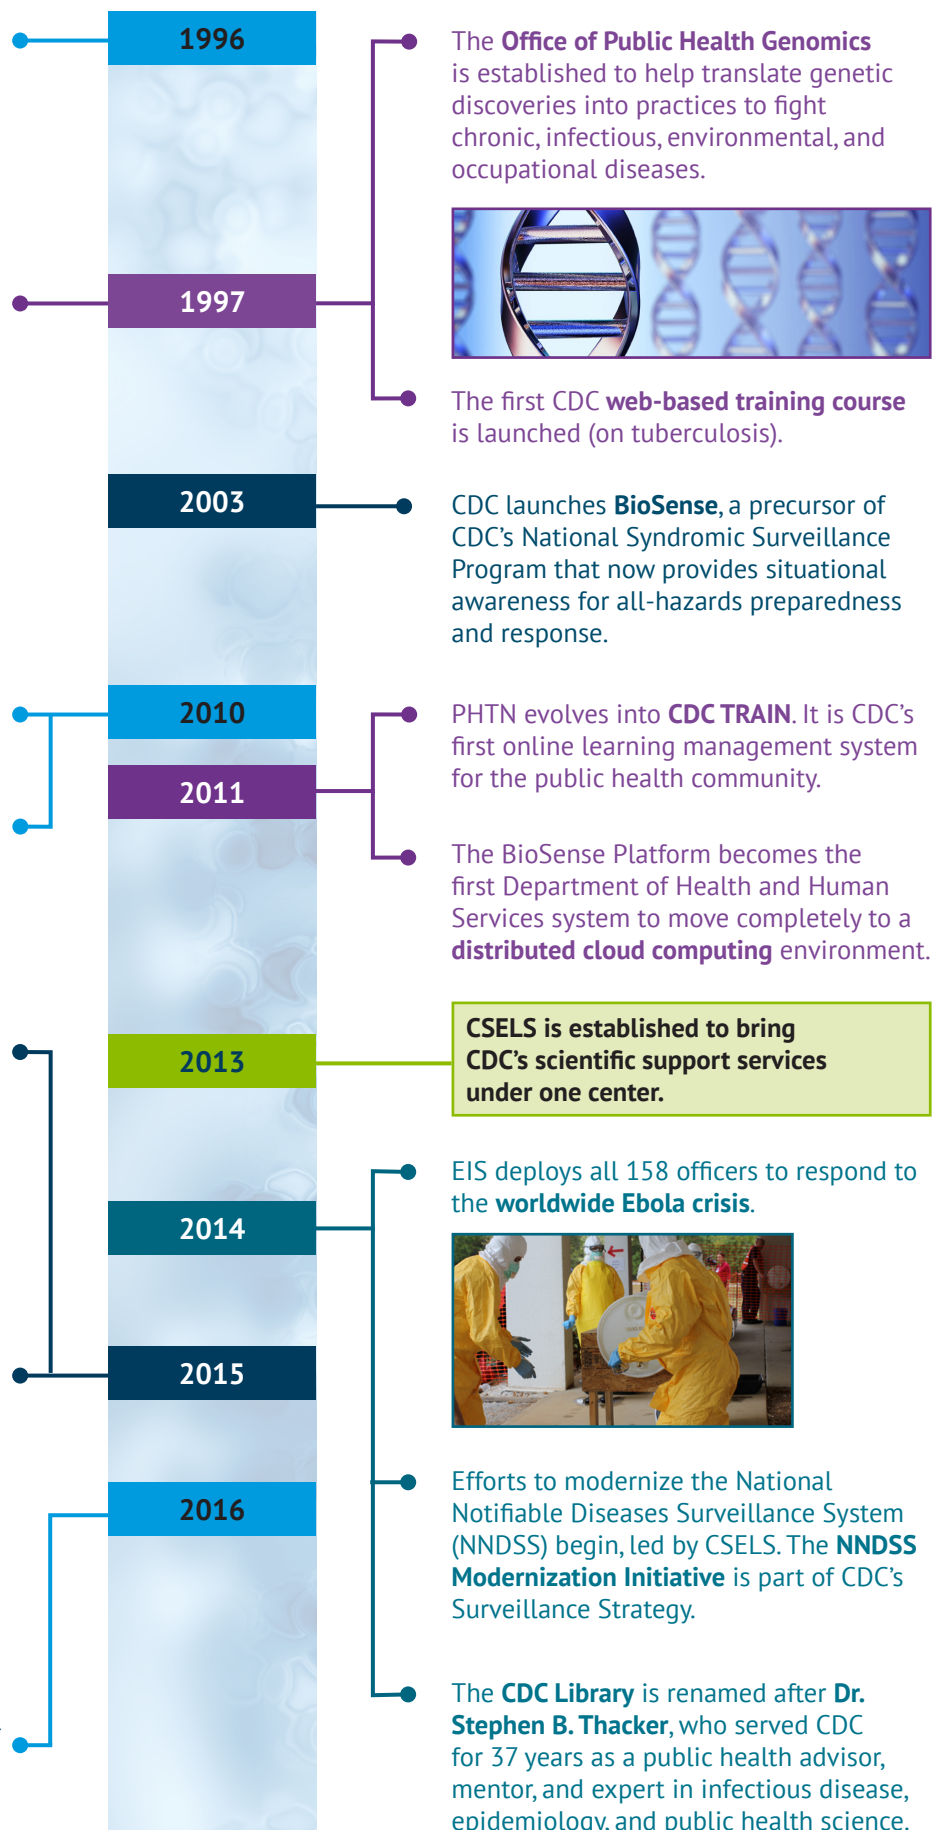 1996
The Office of Public Health Genomics
is established to help translate genetic
discoveries into practices to fight
chronic, infectious, environmental, and
occupational diseases.
1997
The first CDC web-based training course
is launched (on tuberculosis).
2003
CDC launches BioSense, a precursor of
CDC’s National Syndromic Surveillance
Program that now provides situational
awareness for all-hazards preparedness
and response.
2010
PHTN evolves into CDC TRAIN. It is CDC’s
first online learning management system
for the public health community.
2011
The BioSense Platform becomes the
first Department of Health and Human
Services system to move completely to a
distributed cloud computing environment.
2013
CSELS is established to bring
CDC’s scientific support services
under one center.
2014
EIS deploys all 158 officers to respond to
the worldwide Ebola crisis.
2015
2016
Efforts to modernize the National
Notifiable Diseases Surveillance System
(NNDSS) begin, led by CSELS. The NNDSS
Modernization Initiative is part of CDC’s
Surveillance Strategy.
The CDC Library is renamed after Dr.
Stephen B. Thacker, who served CDC
for 37 years as a public health advisor,
mentor, and expert in infectious disease,
epidemiology, and public health science.